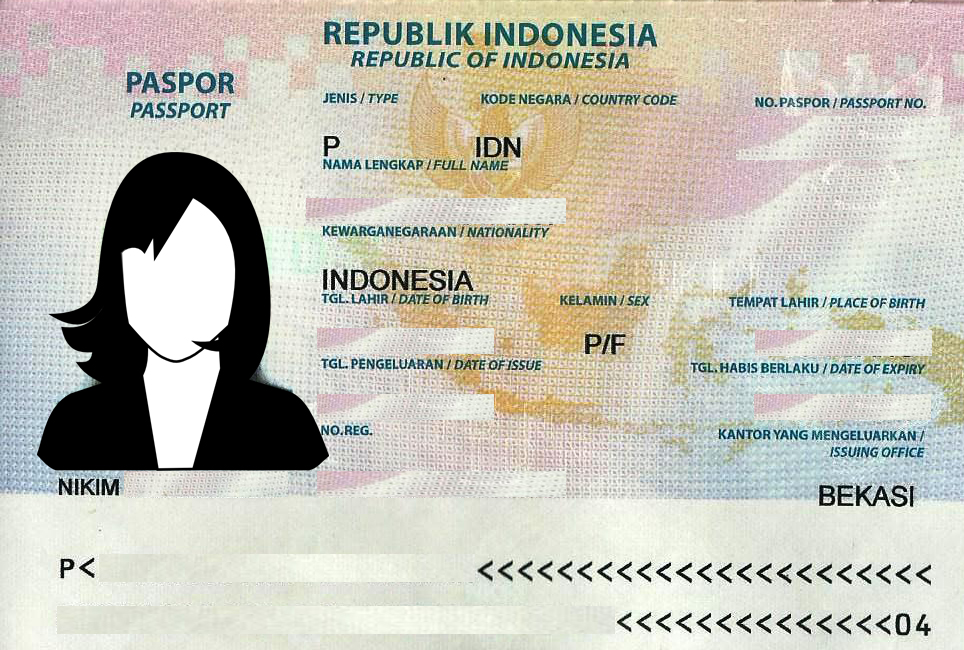 REPUBLIK INDONESIA
REPUBLIC OF INDONESIA
PASPOR
PASSPORT
JENIS / TYPE KODE NEGARA / COUNTRY CODE NO. PASPOR / PASSPORT NO.
P IDN
NAMA LENGKAP / FULL NAME
KEWARGANEGARAAN / NATIONALITY
INDONESIA
TGL. LAHIR / DATE OF BIRTH KELAMIN / SEX TEMPAT LAHIR / PLACE OF BIRTH
P/F
TGL. PENGELUARAN / DATE OF ISSUE TGL. HABIS BERLAKU / DATE OF EXPIRY
NO.REG. KANTOR YANG MENGELUARKAN /
ISSUING OFFICE
NIKIM BEKASI
P< <<<<<<<<<<<<<<<<<<<<<<<<<
<<<<<<<<<<<<<<<04